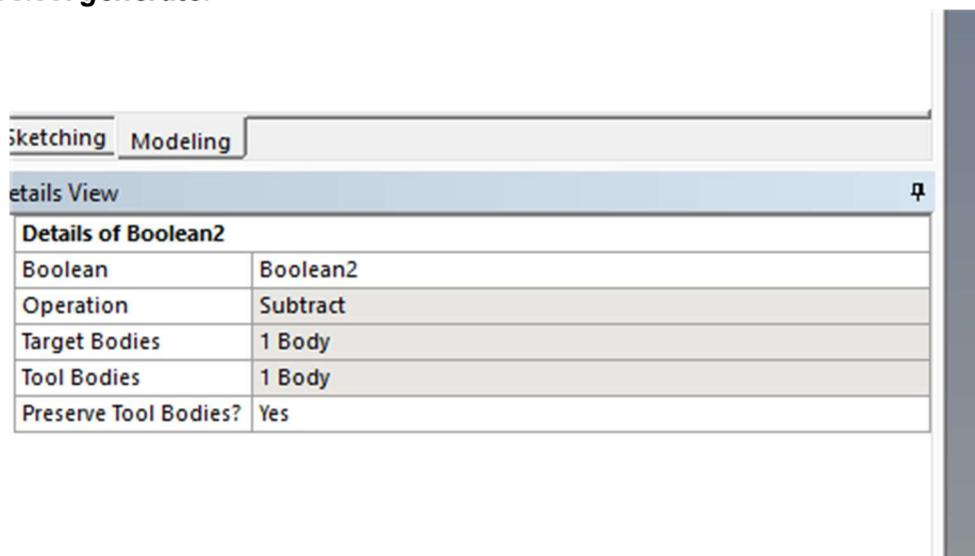 Sketching Modeling
etails View
Details of Boolean2
Boolean Boolean2
Operation Subtract
Target Bodies 1 Body
Tool Bodies 1 Body
Preserve Tool Bodies? Yes